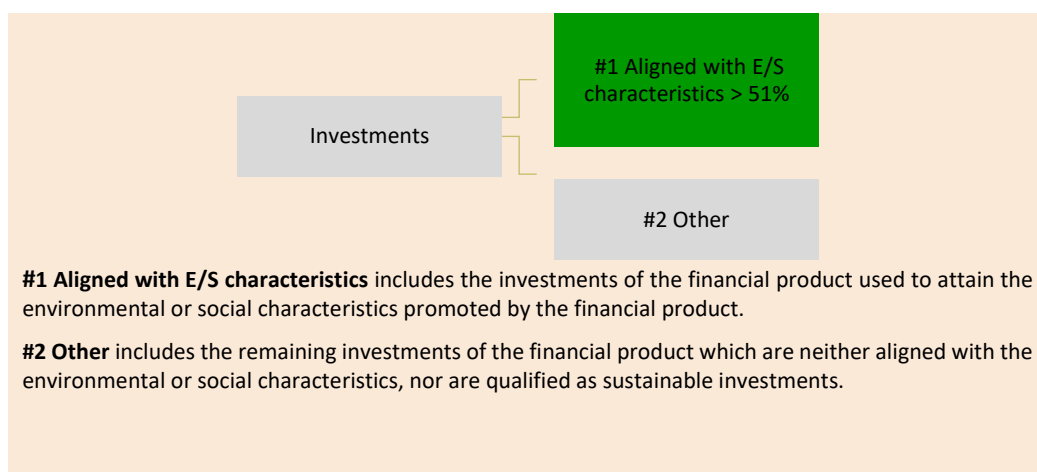 #1 Aligned with E/S
characteristics > 51%
Investments
#2 Other
#1 Aligned with E/S characteristics includes the investments of the financial product used to attain the
environmental or social characteristics promoted by the financial product.
#2 Other includes the remaining investments of the financial product which are neither aligned with the
environmental or social characteristics, nor are qualified as sustainable investments.